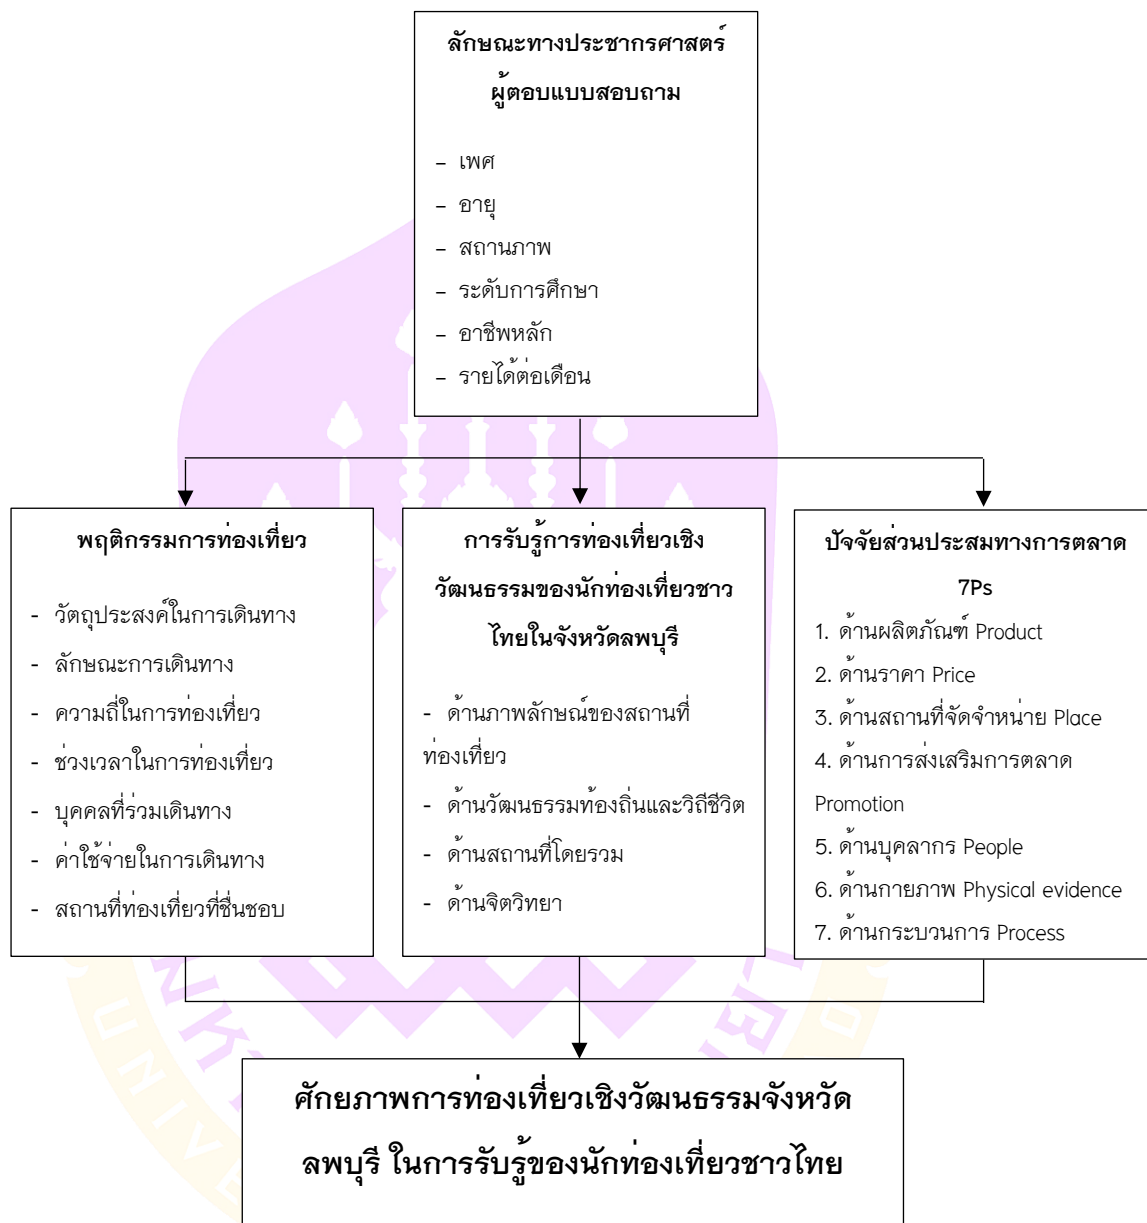 ลักษณะทางประชากรศาสตร์
ผู้ตอบแบบสอบถาม
– เพศ
– อายุ
– สถานภาพ
– ระดับการศึกษา
– อาชีพหลัก
– รายได้ต่อเดือน
พฤติกรรมการท่องเที่ยว
- วัตถุประสงค์ในการเดินทาง
- ลักษณะการเดินทาง
- ความถี่ในการท่องเที่ยว
- ช่วงเวลาในการท่องเที่ยว
- บุคคลที่ร่วมเดินทาง
- ค่าใช้จ่ายในการเดินทาง
- สถานที่ท่องเที่ยวที่ชื่นชอบ
การรับรู้การท่องเที่ยวเชิง
วัฒนธรรมของนักท่องเที่ยวชาว
ไทยในจังหวัดลพบุรี
- ด้านภาพลักษณ์ของสถานที่
ท่องเที่ยว
- ด้านวัฒนธรรมท้องถิ่นและวิถีชีวิต
- ด้านสถานที่โดยรวม
- ด้านจิตวิทยา
ปัจจัยส่วนประสมทางการตลาด
7Ps
1. ด้านผลิตภัณฑ์ Product
2. ด้านราคา Price
3. ด้านสถานที่จัดจำหน่าย Place
4. ด้านการส่งเสริมการตลาด
Promotion
5. ด้านบุคลากร People
6. ด้านกายภาพ Physical evidence
7. ด้านกระบวนการ Process
ศักยภาพการท่องเที่ยวเชิงวัฒนธรรมจังหวัด
ลพบุรี ในการรับรู้ของนักท่องเที่ยวชาวไทย